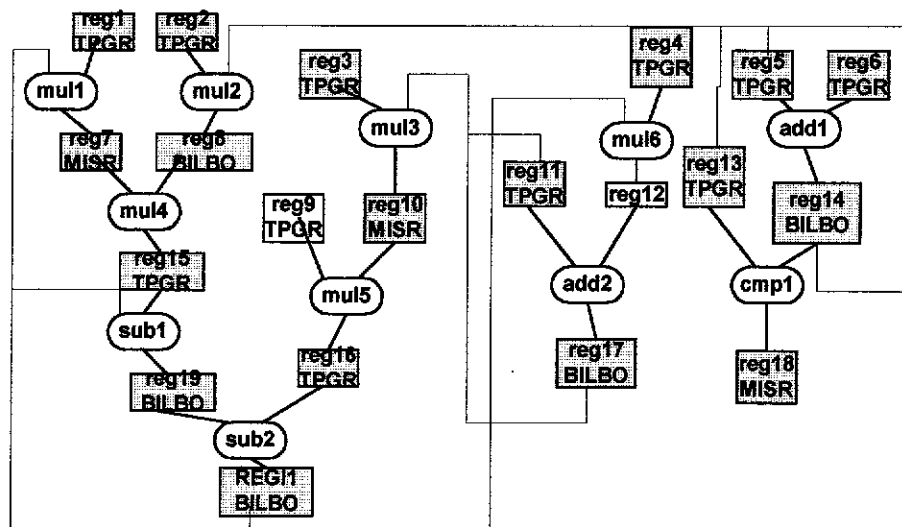 reg1
TPGR
reg2
TPGR
reg3
TPGR
reg4
TPGR
reg5
TPGR
reg6
TPGR
mul1
mul2
mul3
mul6
add1
reg7
MISR
reg8
BILBO
reg11
TPGR
reg12
reg13
TPGR
reg14
BILBO
mul4
reg9
TPGR
reg10
MISR
reg15
TPGR
mul5
add2
cmp1
sub1
reg16
TPGR
reg17
BILBO
reg18
MISR
reg19
BILBO
sub2
REGI1
BILBO